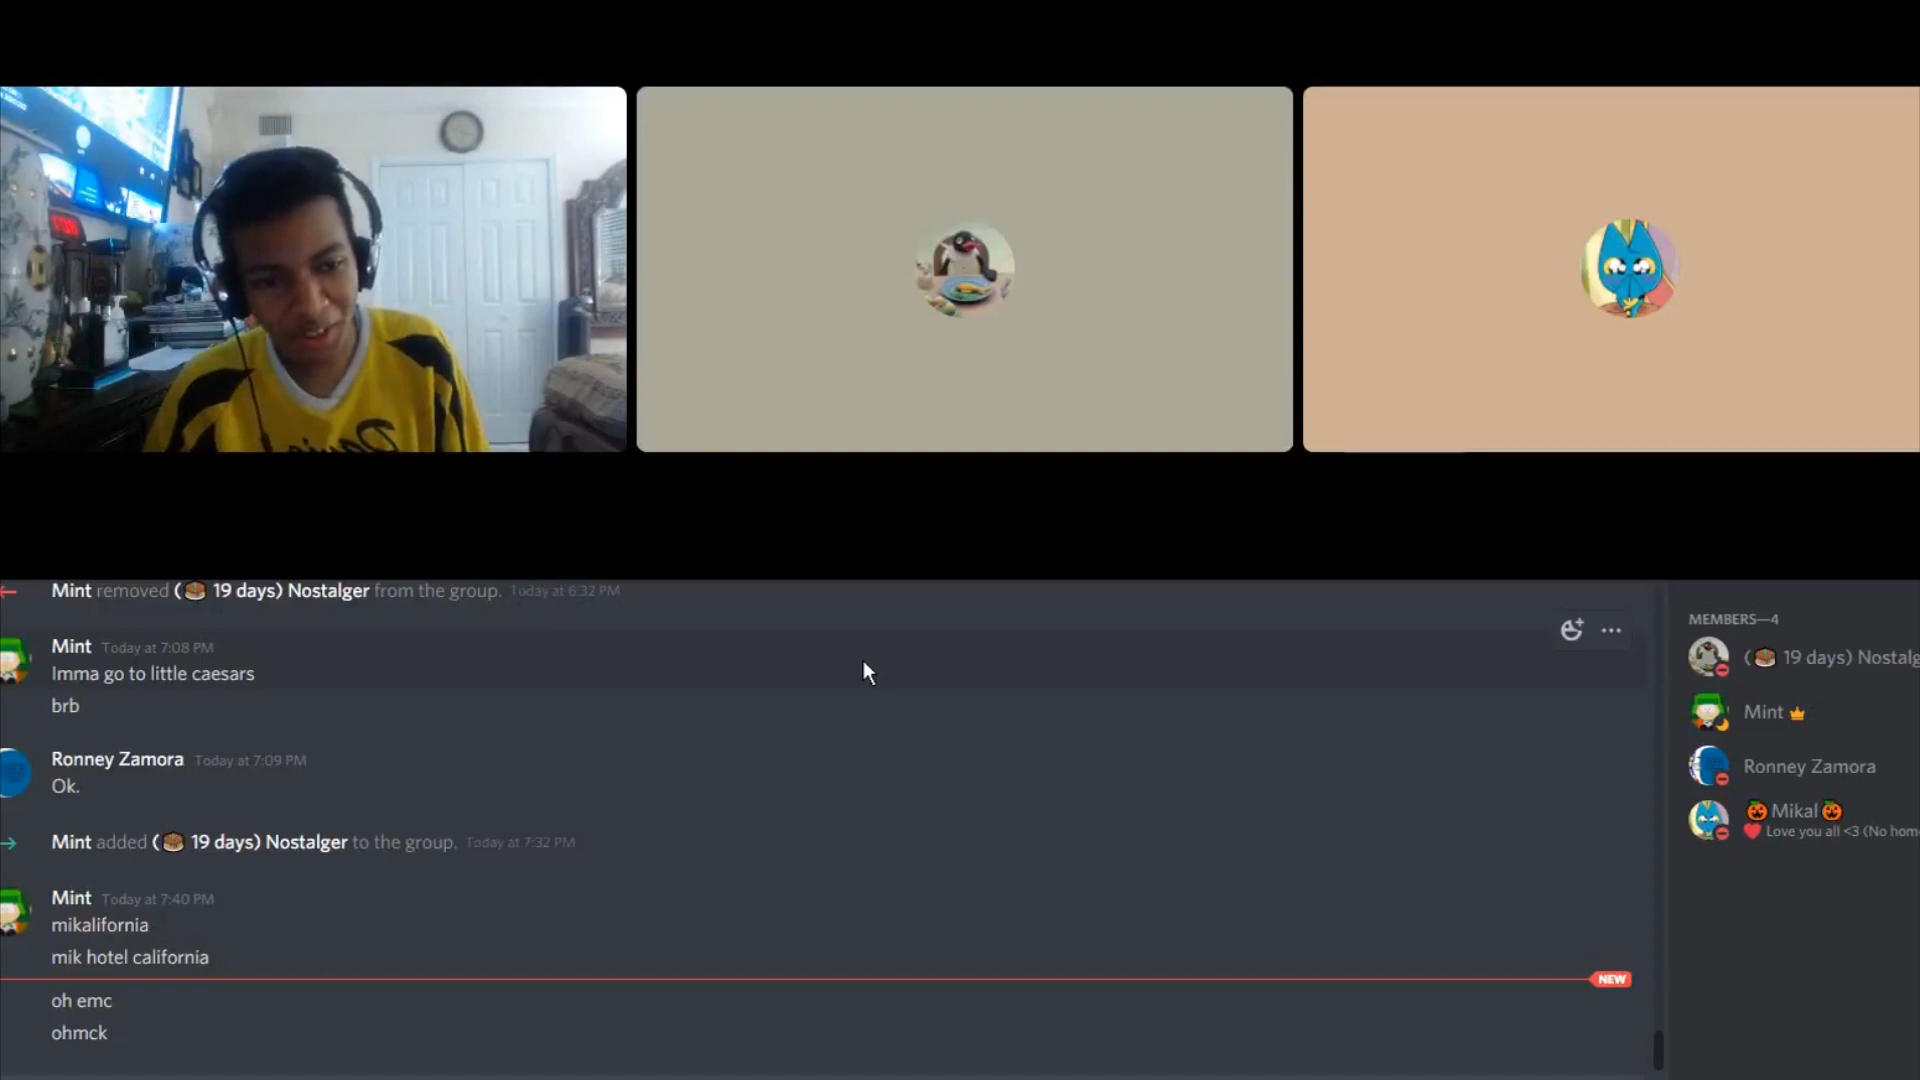 Mint removed ( 19 days) Nostalger from the group. Today at 6:32 PM
Mint Today at 7:08 PM
Imma go to little caesars
brb
Ronney Zamora Today at 7:09 PM
Ok.
Mint added ( 19 days) Nostalger to the group. Today at 7:32 PM
Mint Today at 7:40 PM
mikalifornia
mik hotel california
NEW
oh emc
ohmck
MEMBERS—4
( 19 days) Nostalg
Mint
Ronney Zamora
🎃 Mikal 🎃
❤️ Love you all <3 (No hom